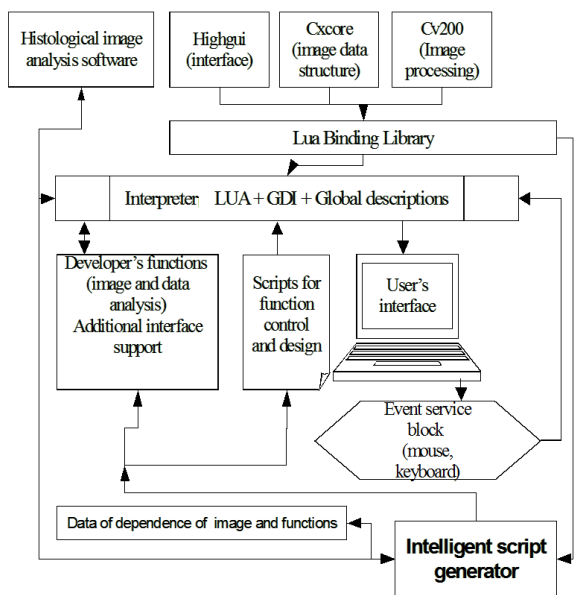 Histological image
analysis software
Highgui
(interface)
Cxcore
(image data
structure)
Cv200
(Image
processing)
Lua Binding Library
Interpreter: LUA + GDI + Global descriptions
Developer's functions
(image and data
analysis)
Additional interface
support
Scripts for
function
control
and design
User's
interface
Event service
block
(mouse,
keyboard)
Data of dependence of image and functions
Intelligent script
generator